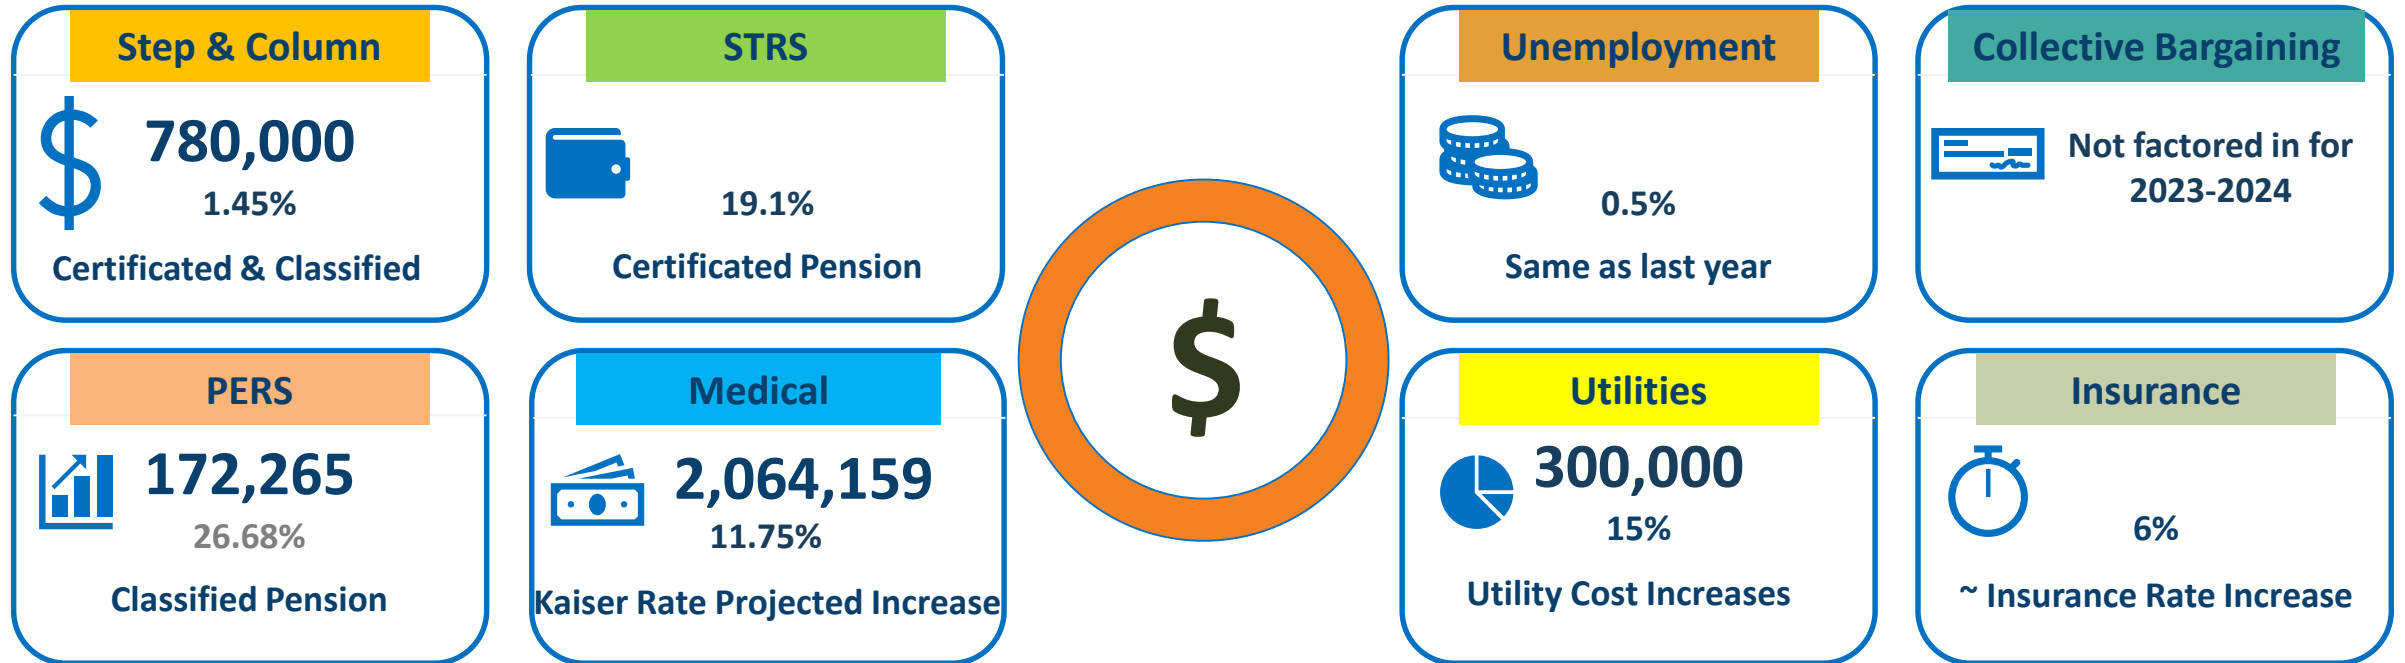 Step & Column
780,000
1.45%
Certificated & Classified
STRS
19.1%
Certificated Pension
Unemployment
0.5%
Same as last year
Collective Bargaining
Not factored in for
2023-2024
$
PERS
172,265
26.68%
Classified Pension
Medical
2,064,159
11.75%
Kaiser Rate Projected Increase
Utilities
300,000
15%
Utility Cost Increases
Insurance
6%
~ Insurance Rate Increase